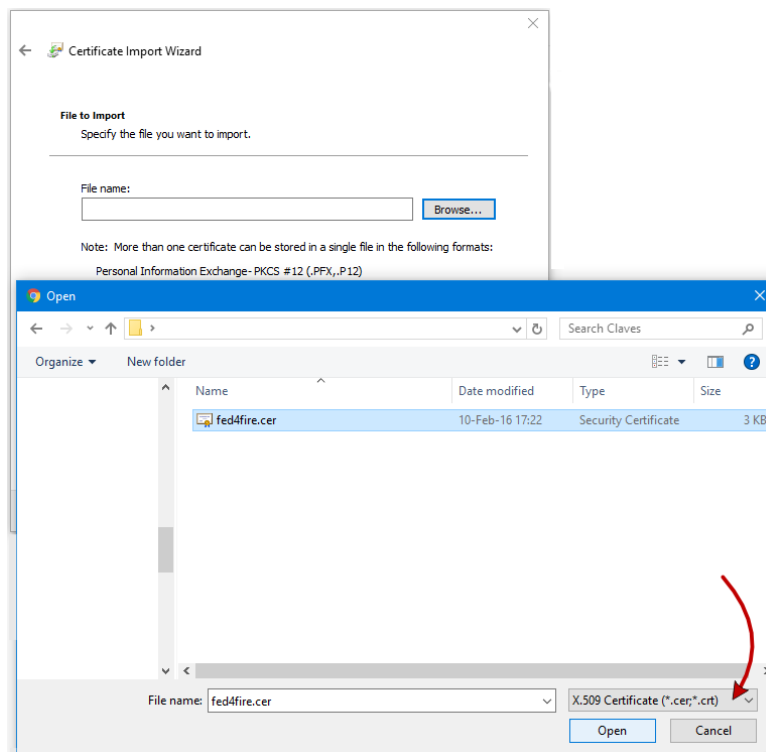 Certificate Import Wizard
File to Import
Specify the file you want to import.
File name:
Browse...
Note: More than one certificate can be stored in a single file in the following formats:
Personal Information Exchange- PKCS #12 (.PFX,.P12)
Open
Search Claves
Organize New folder
Name Date modified Type Size
fed4fire.cer 10-Feb-16 17:22 Security Certificate 3 KB
File name: fed4fire.cer X.509 Certificate (*.cer;*.crt)
Open Cancel